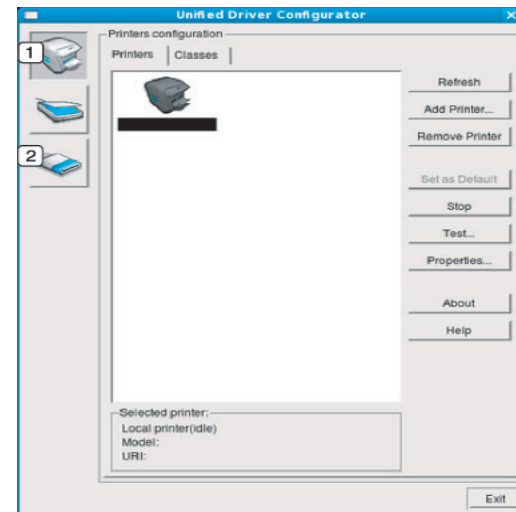 Unified Driver Configurator
Printers configuration
1
Printers
Classes
Refresh
Add Printer...
Remove Printer
2
Set as Default
Stop
Test...
Properties...
About
Help
Selected printer:
Local printer(idle)
Model:
URI:
Exit